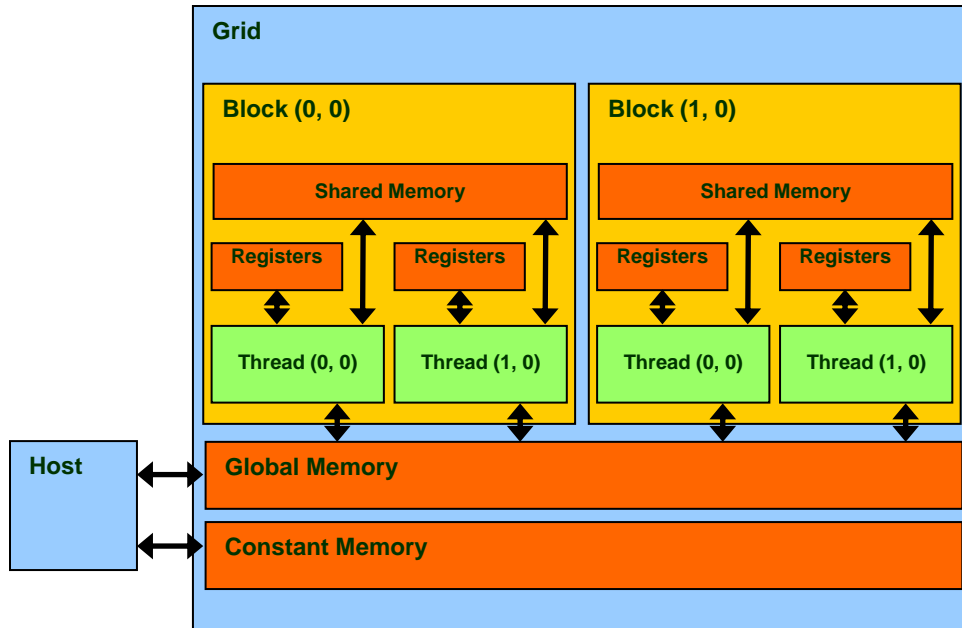 Grid
Block (0, 0)
Block (1, 0)
Shared Memory
Shared Memory
Registers
Registers
Registers
Registers
Thread (0, 0)
Thread (1, 0)
Thread (0, 0)
Thread (1, 0)
Host
Global Memory
Constant Memory